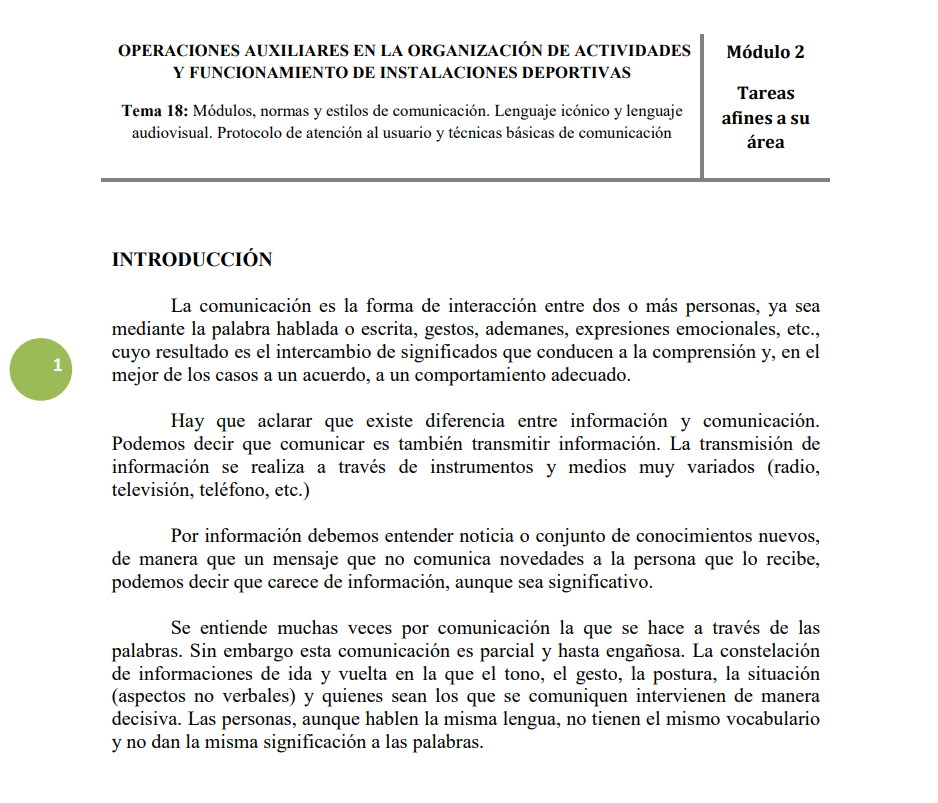 OPERACIONES AUXILIARES EN LA ORGANIZACIÓN DE ACTIVIDADES
Y FUNCIONAMIENTO DE INSTALACIONES DEPORTIVAS
Tema 18: Módulos, normas y estilos de comunicación. Lenguaje icónico y lenguaje
audiovisual. Protocolo de atención al usuario y técnicas básicas de comunicación
Módulo 2
Tareas
afines a su
área
INTRODUCCIÓN
La comunicación es la forma de interacción entre dos o más personas, ya sea
mediante la palabra hablada o escrita, gestos, ademanes, expresiones emocionales, etc.,
cuyo resultado es el intercambio de significados que conducen a la comprensión y, en el
mejor de los casos a un acuerdo, a un comportamiento adecuado.
1
Hay que aclarar que existe diferencia entre información y comunicación.
Podemos decir que comunicar es también transmitir información. La transmisión de
información se realiza a través de instrumentos y medios muy variados (radio,
televisión, teléfono, etc.)
Por información debemos entender noticia o conjunto de conocimientos nuevos,
de manera que un mensaje que no comunica novedades a la persona que lo recibe,
podemos decir que carece de información, aunque sea significativo.
Se entiende muchas veces por comunicación la que se hace a través de las
palabras. Sin embargo esta comunicación es parcial y hasta engañosa. La constelación
de informaciones de ida y vuelta en la que el tono, el gesto, la postura, la situación
(aspectos no verbales) y quienes sean los que se comuniquen intervienen de manera
decisiva. Las personas, aunque hablen la misma lengua, no tienen el mismo vocabulario
y no dan la misma significación a las palabras.